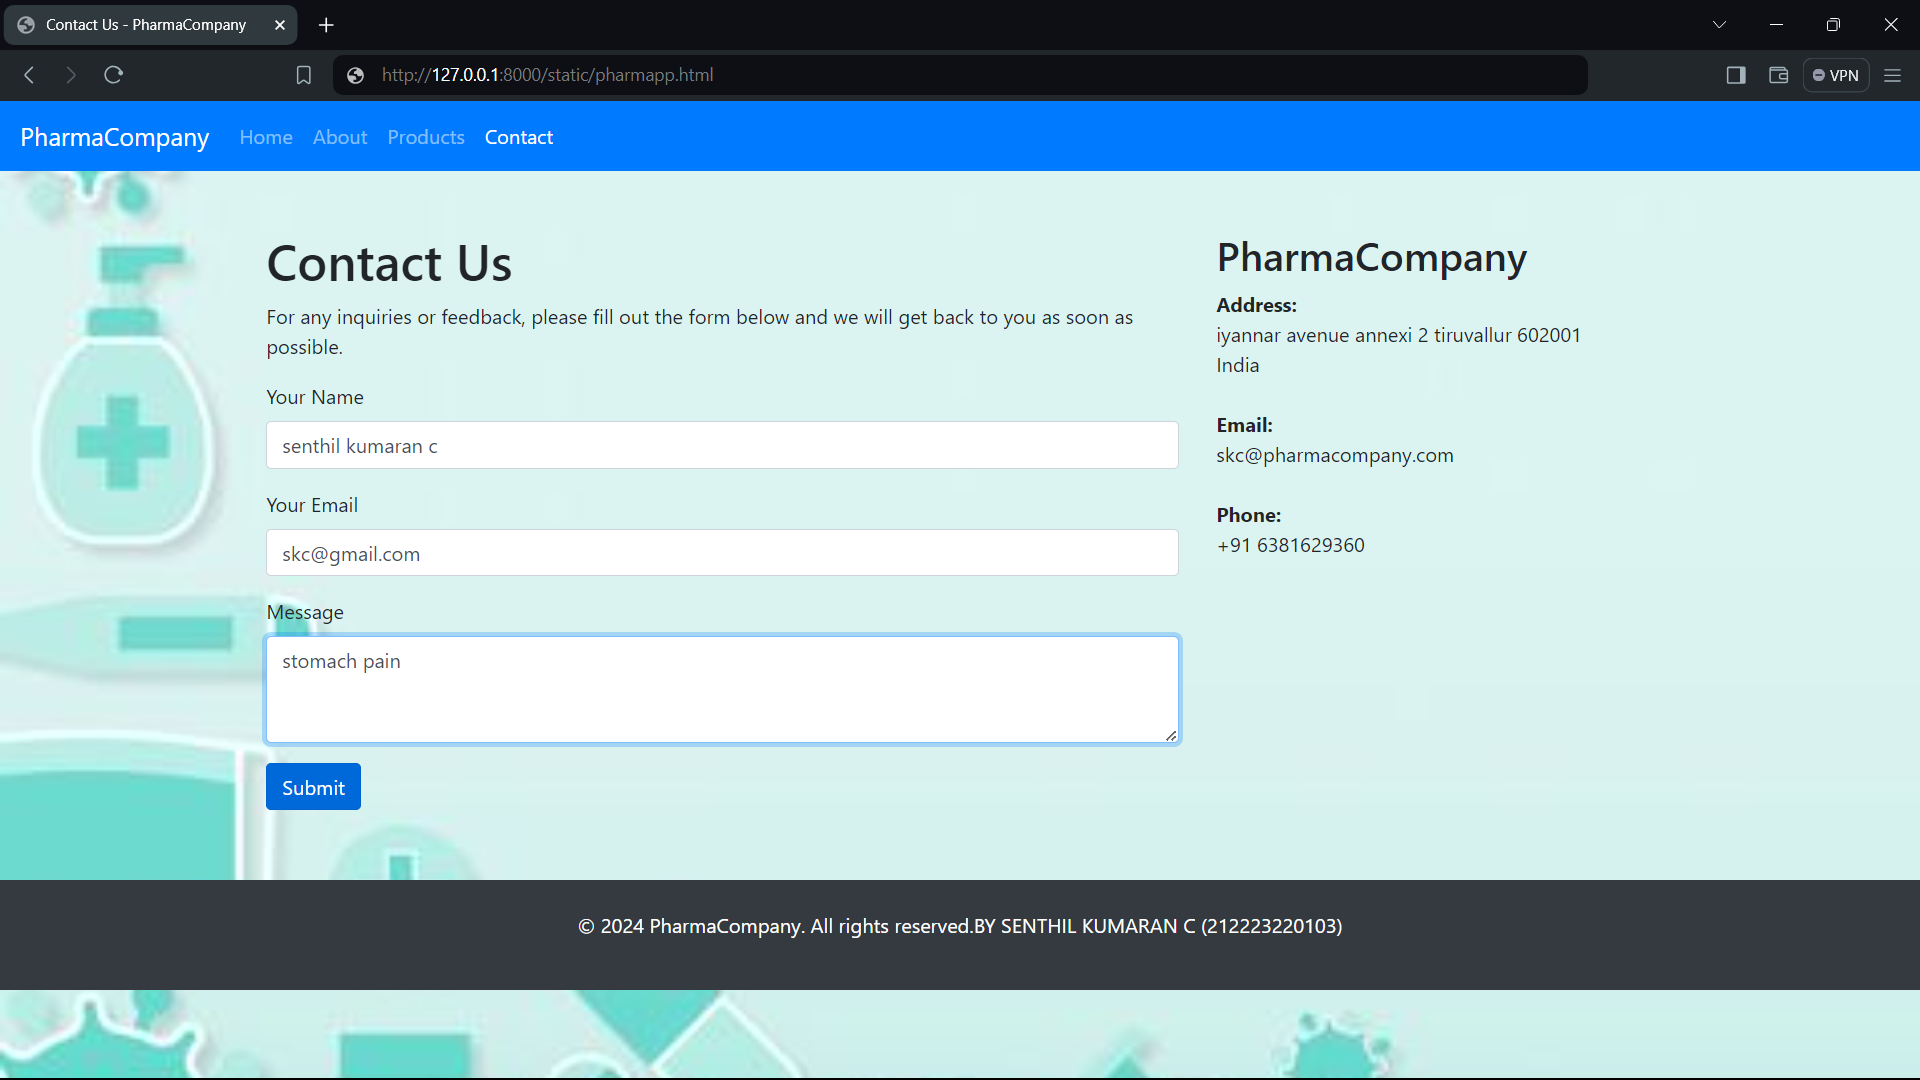 Contact Us - PharmaCompany
http://127.0.0.1:8000/static/pharmapp.html
VPN
PharmaCompany Home About Products Contact
Contact Us
For any inquiries or feedback, please fill out the form below and we will get back to you as soon as
possible.
Your Name
senthil kumaran c
Your Email
skc@gmail.com
Message
stomach pain
Submit
PharmaCompany
Address:
iyannar avenue annexi 2 tiruvallur 602001
India
Email:
skc@pharmacompany.com
Phone:
+91 6381629360
© 2024 PharmaCompany. All rights reserved.BY SENTHIL KUMARAN C (212223220103)